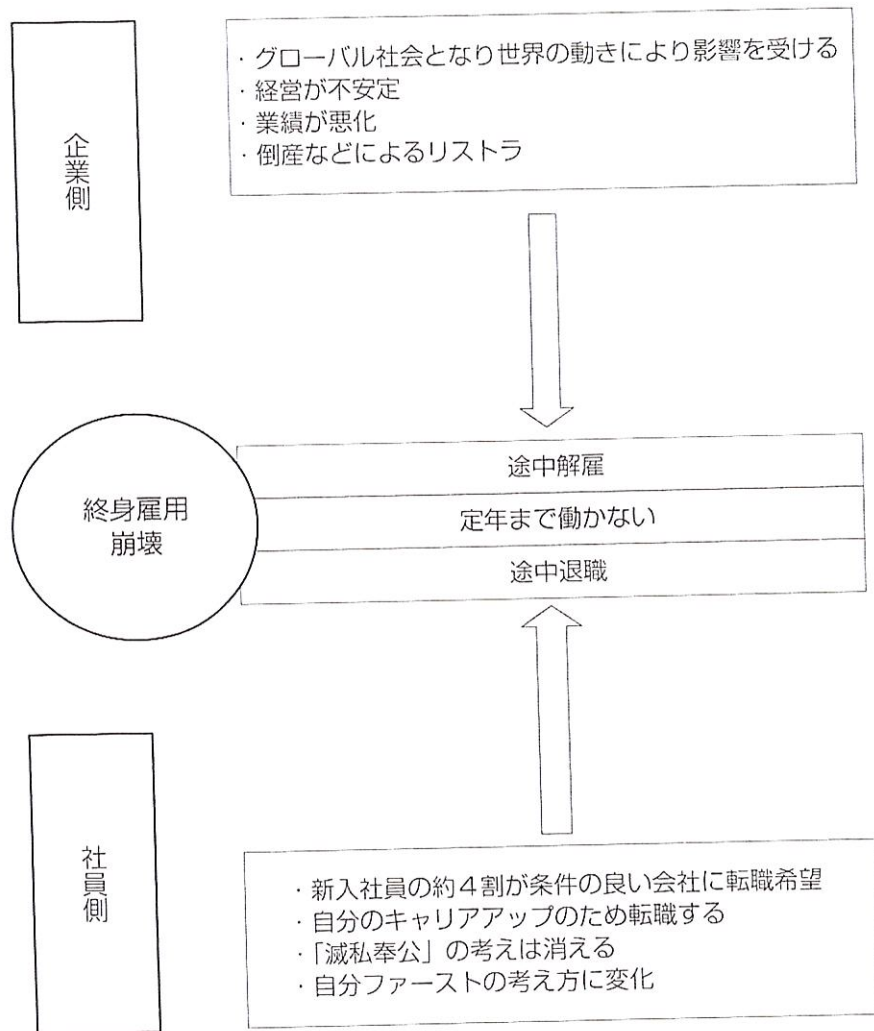 企業側
・グローバル社会となり世界の動きにより影響を受ける
・経営が不安定
・業績が悪化
・倒産などによるリストラ
終身雇用
崩壊
途中解雇
定年まで働かない
途中退職
社員側
・新入社員の約4割が条件の良い会社に転職希望
・自分のキャリアアップのため転職する
・「滅私奉公」の考えは消える
・自分ファーストの考え方に変化